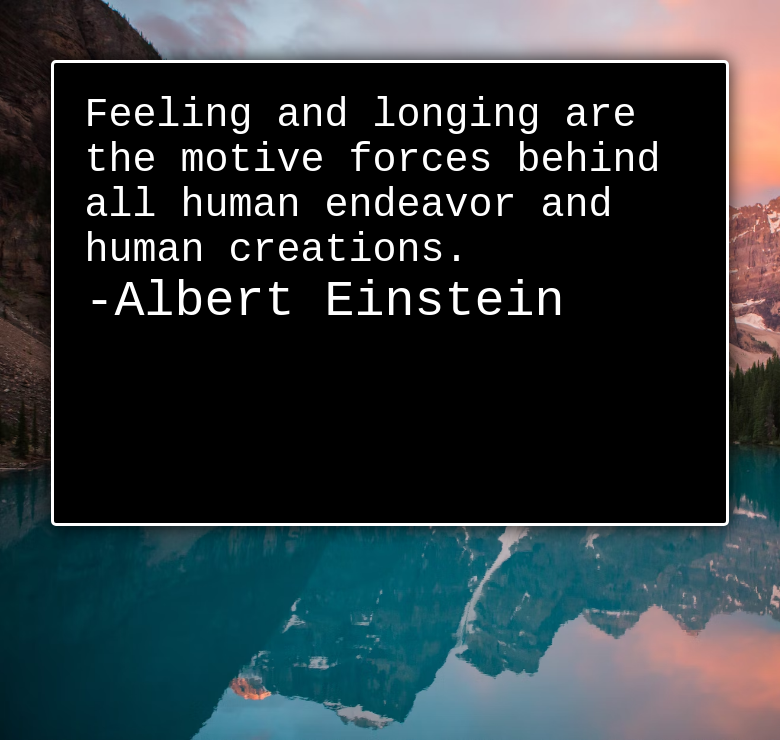 Feeling and longing are
the motive forces behind
all human endeavor and
human creations.
-Albert Einstein